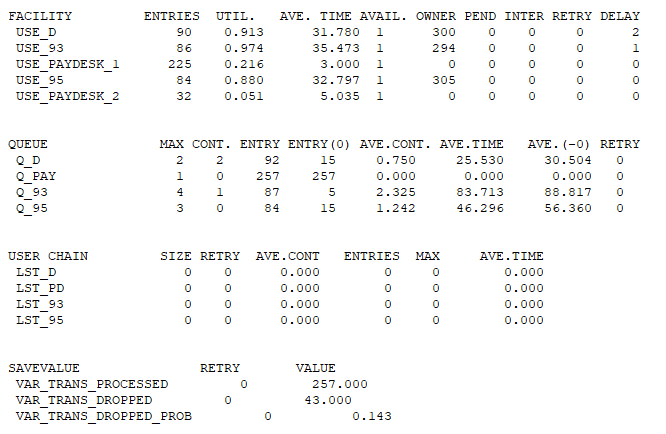 FACILITY ENTRIES UTIL. AVE. TIME AVAIL. OWNER PEND INTER RETRY DELAY
USE_D 90 0.913 31.780 1 300 0 0 0 2
USE_93 86 0.974 35.473 1 294 0 0 0 1
USE_PAYDESK_1 225 0.216 3.000 1 0 0 0 0 0
USE_95 84 0.880 32.797 1 305 0 0 0 0
USE_PAYDESK_2 32 0.051 5.035 1 0 0 0 0 0
QUEUE MAX CONT. ENTRY ENTRY(0) AVE.CONT. AVE.TIME AVE.(-0) RETRY
Q_D 2 2 92 15 0.750 25.530 30.504 0
Q_PAY 1 0 257 257 0.000 0.000 0.000 0
Q_93 4 1 87 5 2.325 83.713 88.817 0
Q_95 3 0 84 15 1.242 46.296 56.360 0
USER CHAIN SIZE RETRY AVE.CONT ENTRIES MAX AVE.TIME
LST_D 0 0 0.000 0 0 0.000
LST_PD 0 0 0.000 0 0 0.000
LST_93 0 0 0.000 0 0 0.000
LST_95 0 0 0.000 0 0 0.000
SAVEVALUE RETRY VALUE
VAR_TRANS_PROCESSED 0 257.000
VAR_TRANS_DROPPED 0 43.000
VAR_TRANS_DROPPED_PROB 0 0.143